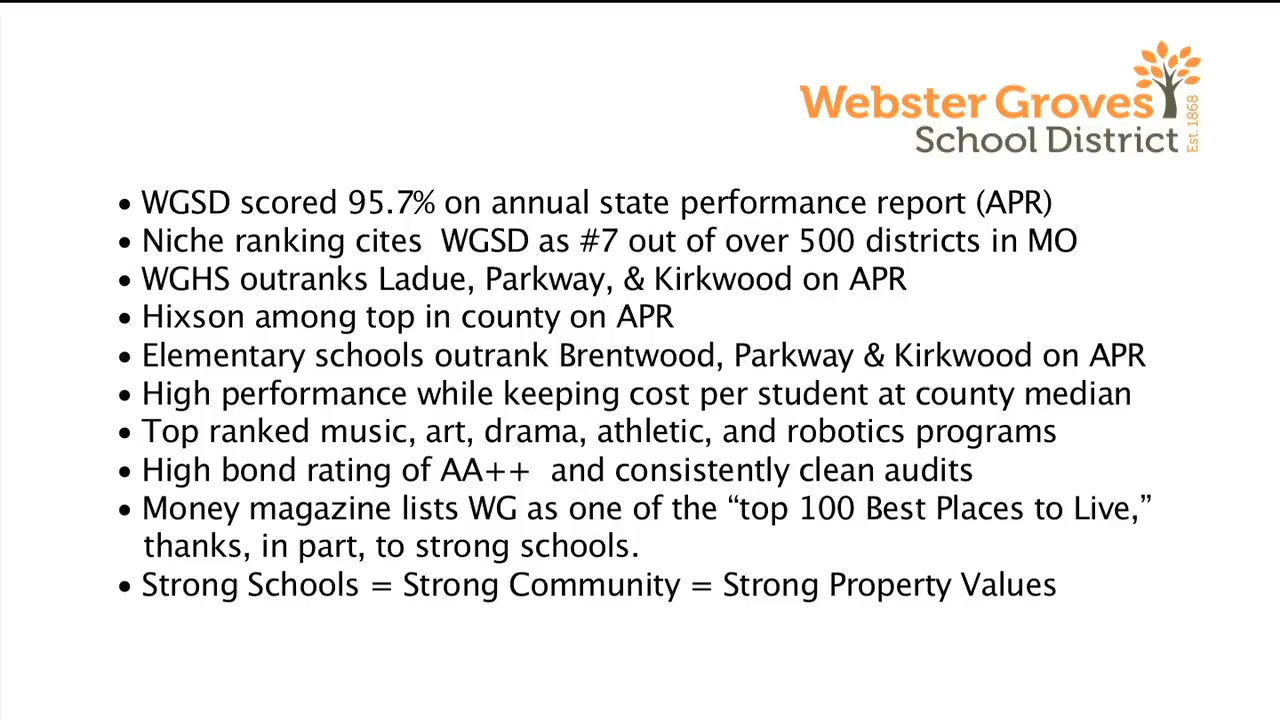 Webster Groves
School District
Est. 1868
• WGSD scored 95.7% on annual state performance report (APR)
• Niche ranking cites  WGSD as #7 out of over 500 districts in MO
• WGHS outranks Ladue, Parkway, & Kirkwood on APR
• Hixson among top in county on APR
• Elementary schools outrank Brentwood, Parkway & Kirkwood on APR
• High performance while keeping cost per student at county median
• Top ranked music, art, drama, athletic, and robotics programs
• High bond rating of AA++  and consistently clean audits
• Money magazine lists WG as one of the “top 100 Best Places to Live,”
thanks, in part, to strong schools.
• Strong Schools = Strong Community = Strong Property Values